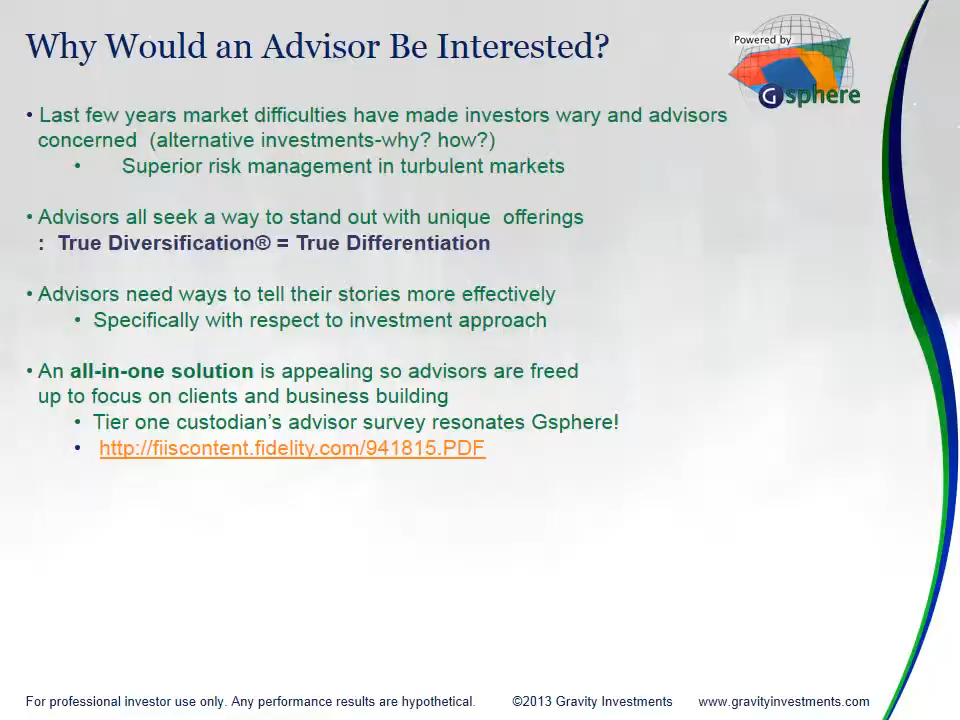 Why Would an Advisor Be Interested?
Powered by
Gsphere
• Last few years market difficulties have made investors wary and advisors
concerned (alternative investments-why? how?)
• Superior risk management in turbulent markets
• Advisors all seek a way to stand out with unique offerings
: True Diversification® = True Differentiation
• Advisors need ways to tell their stories more effectively
• Specifically with respect to investment approach
• An all-in-one solution is appealing so advisors are freed
up to focus on clients and business building
• Tier one custodian's advisor survey resonates Gsphere!
• http://fiiscontent.fidelity.com/941815.PDF
For professional investor use only. Any performance results are hypothetical. ©2013 Gravity Investments www.gravityinvestments.com